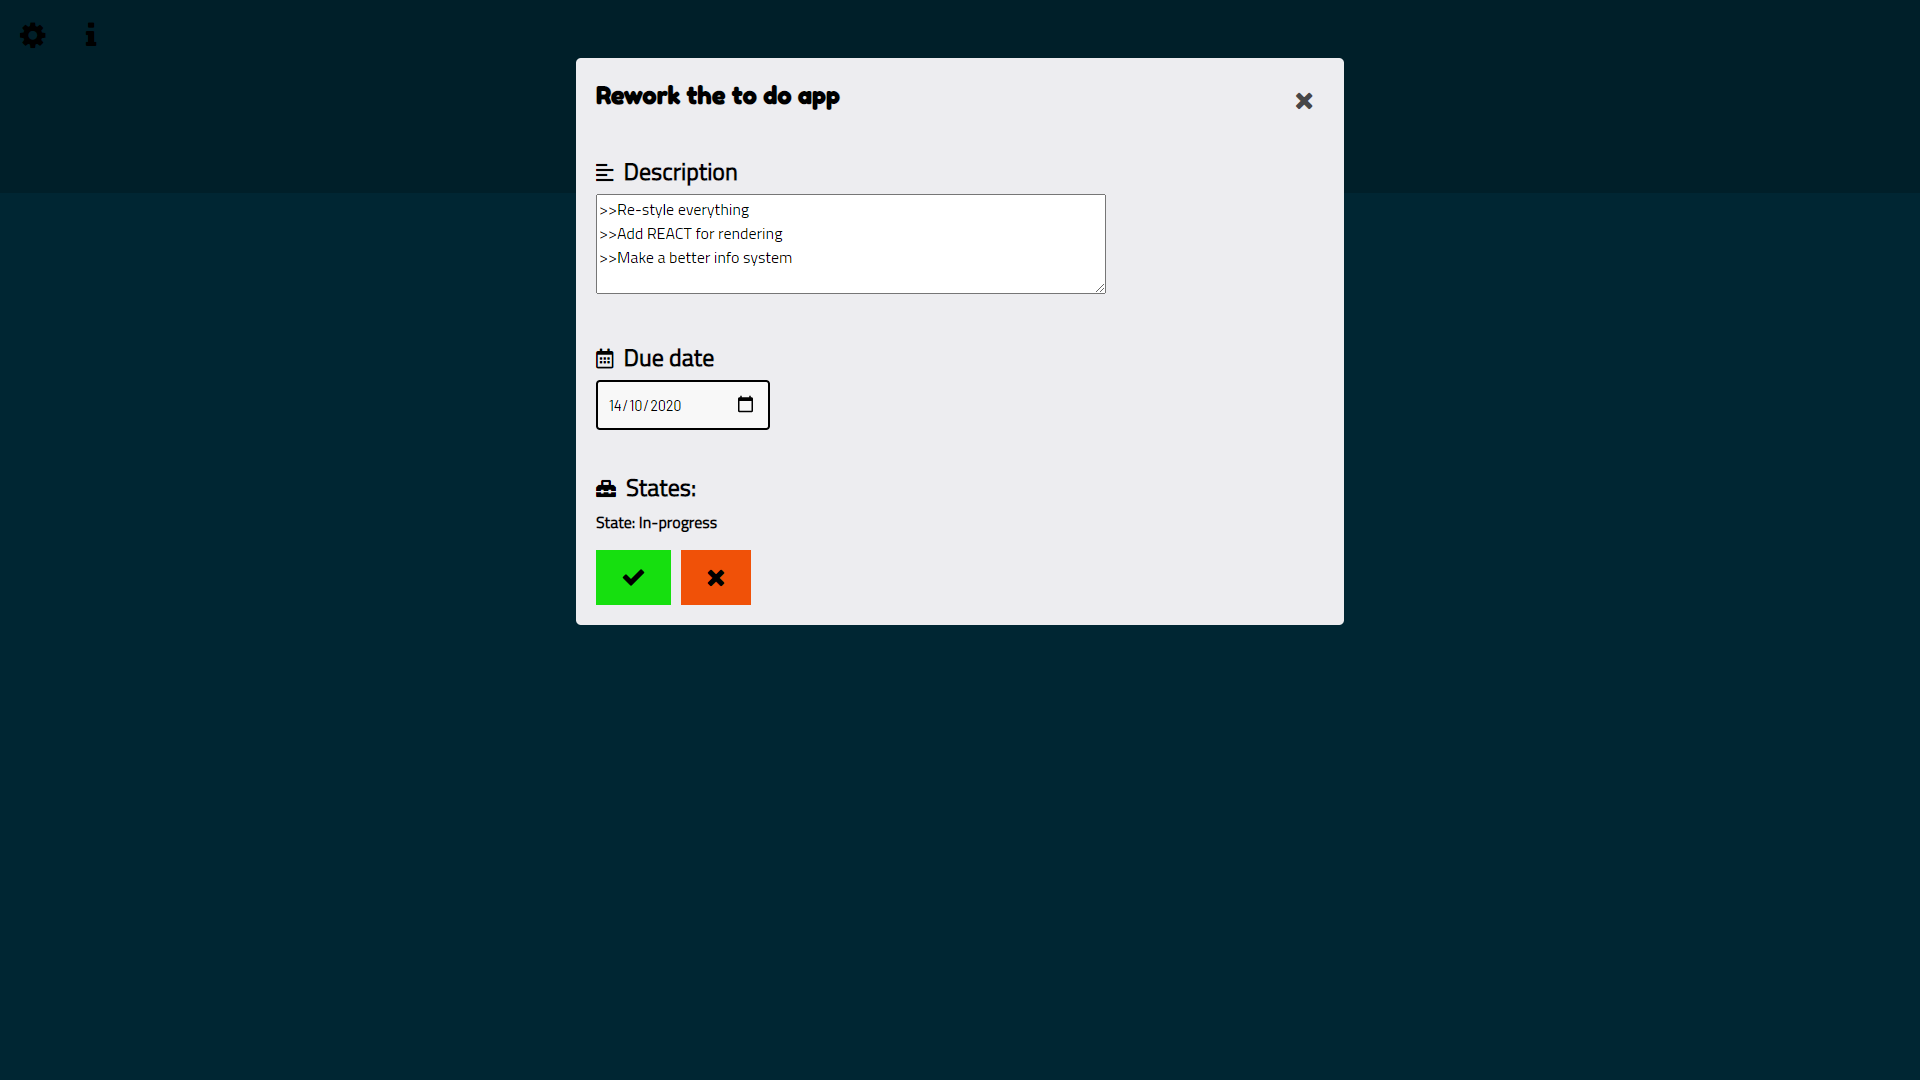 Rework the to do app
Description
>>Re-style everything
>>Add REACT for rendering
>>Make a better info system
Due date
14/10/2020
States:
State: In-progress